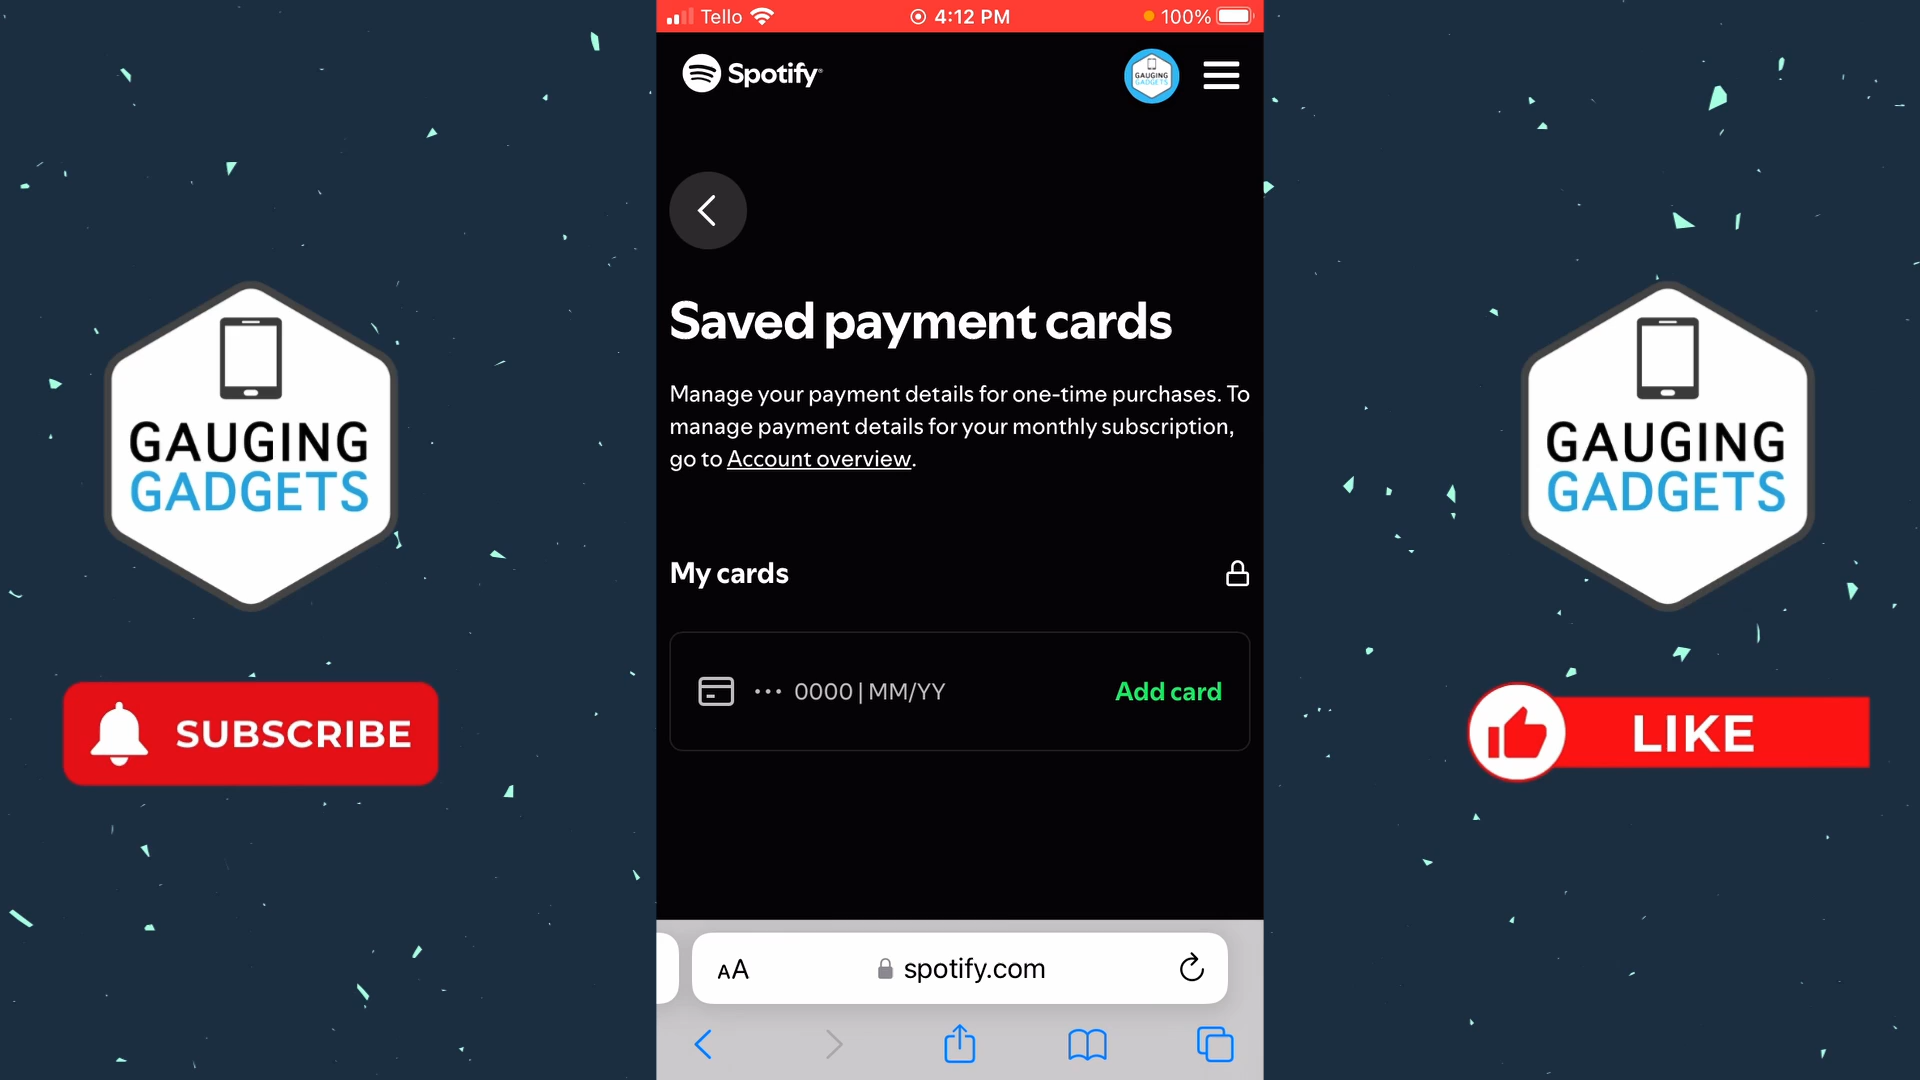 Tello 4:12 PM 100%
Spotify
GAUGING
GADGETS
Saved payment cards
Manage your payment details for one-time purchases. To
manage payment details for your monthly subscription,
go to Account overview.
My cards
••• 0000 | MM/YY Add card
AA spotify.com
GAUGING
GADGETS
SUBSCRIBE
GAUGING
GADGETS
LIKE